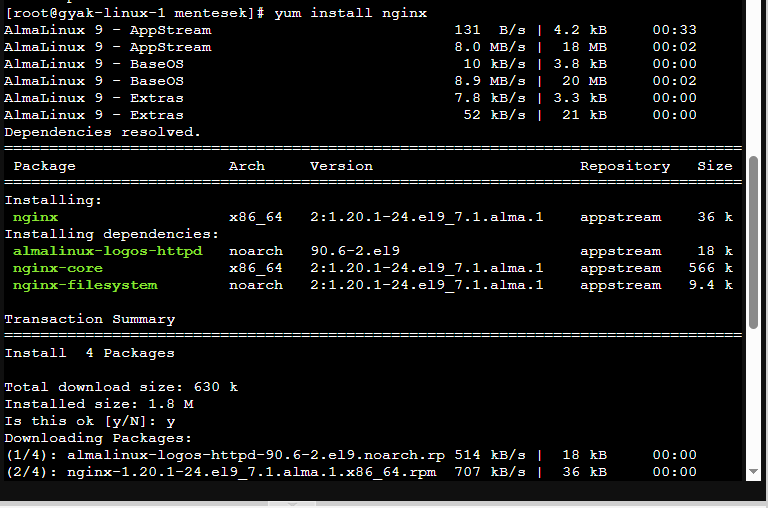 [root@gyak-linux-1 mentesek]# yum install nginx
AlmaLinux 9 - AppStream                           131  B/s | 4.2 kB     00:33
AlmaLinux 9 - AppStream                           8.0 MB/s |  18 MB     00:02
AlmaLinux 9 - BaseOS                               10 kB/s | 3.8 kB     00:00
AlmaLinux 9 - BaseOS                              8.9 MB/s |  20 MB     00:02
AlmaLinux 9 - Extras                              7.8 kB/s | 3.3 kB     00:00
AlmaLinux 9 - Extras                               52 kB/s |  21 kB     00:00
Dependencies resolved.
==================================================================================
 Package                 Arch     Version                       Repository   Size
==================================================================================
Installing:
 nginx                   x86_64   2:1.20.1-24.el9_7.1.alma.1    appstream    36 k
Installing dependencies:
 almalinux-logos-httpd   noarch   90.6-2.el9                    appstream    18 k
 nginx-core              x86_64   2:1.20.1-24.el9_7.1.alma.1    appstream   566 k
 nginx-filesystem        noarch   2:1.20.1-24.el9_7.1.alma.1    appstream   9.4 k

Transaction Summary
==================================================================================
Install  4 Packages

Total download size: 630 k
Installed size: 1.8 M
Is this ok [y/N]: y
Downloading Packages:
(1/4): almalinux-logos-httpd-90.6-2.el9.noarch.rp 514 kB/s |  18 kB     00:00
(2/4): nginx-1.20.1-24.el9_7.1.alma.1.x86_64.rpm  707 kB/s |  36 kB     00:00